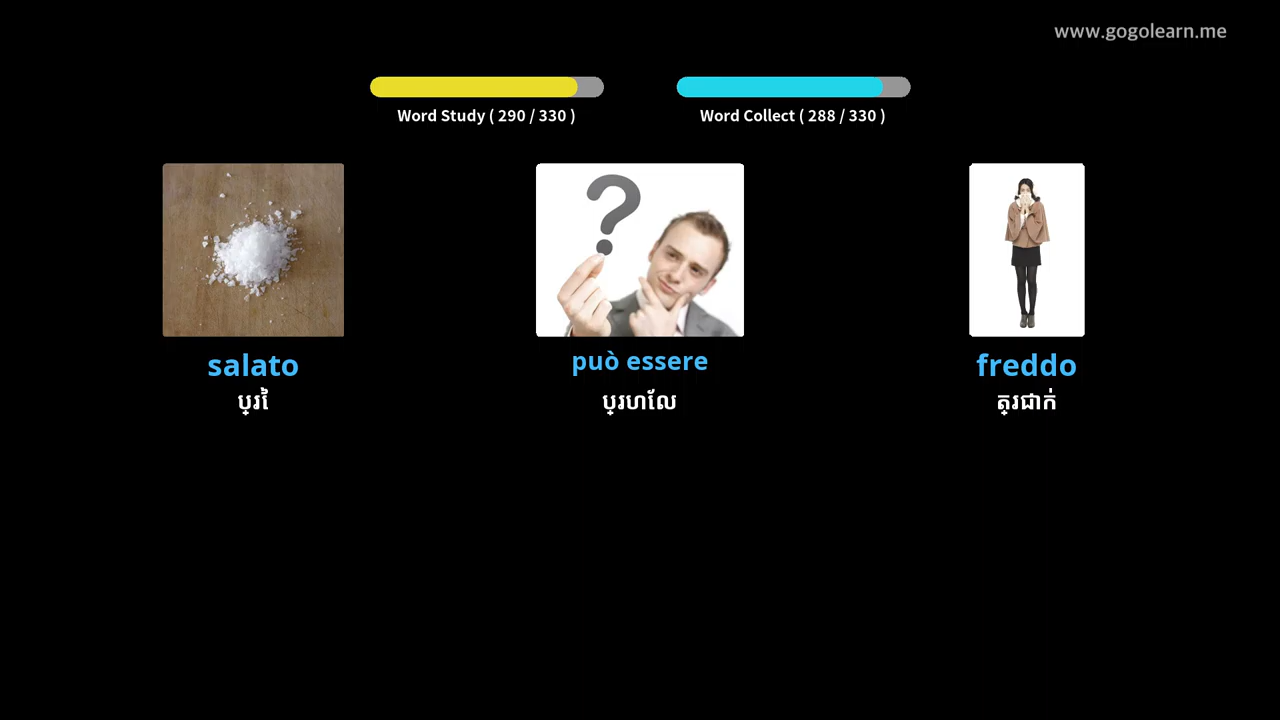 www.gogolearn.me
Word Study ( 290 / 330 )
Word Collect ( 288 / 330 )
salato
può essere
freddo
ប្រៃ
ប្រហែល
ត្រជាក់